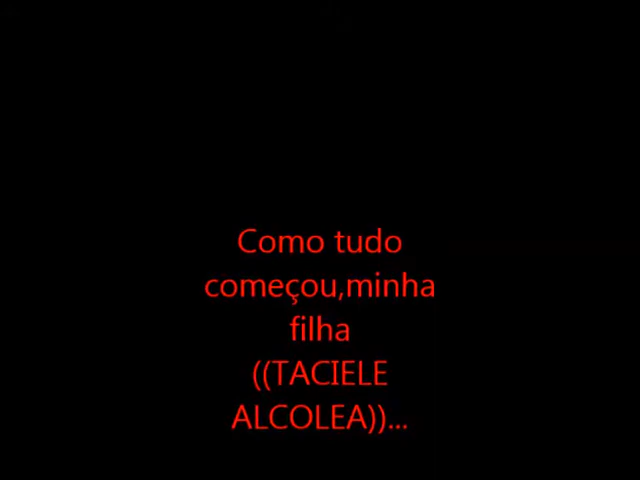 Como tudo
começou,minha
filha
((TACIELE
ALCOLEA))...